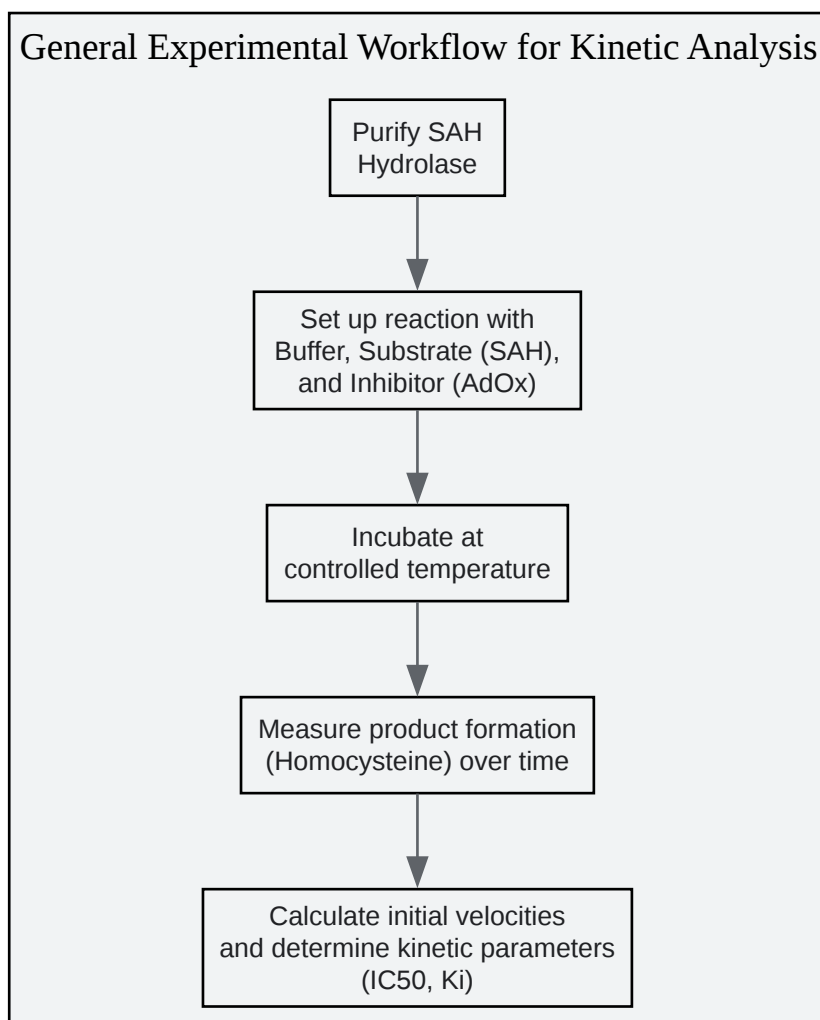 General Experimental Workflow for Kinetic Analysis
Purify SAH
Hydrolase
Set up reaction with
Buffer, Substrate (SAH),
and Inhibitor (AdOx)
Incubate at
controlled temperature
Measure product formation
(Homocysteine) over time
Calculate initial velocities
and determine kinetic parameters
(IC50, Ki)